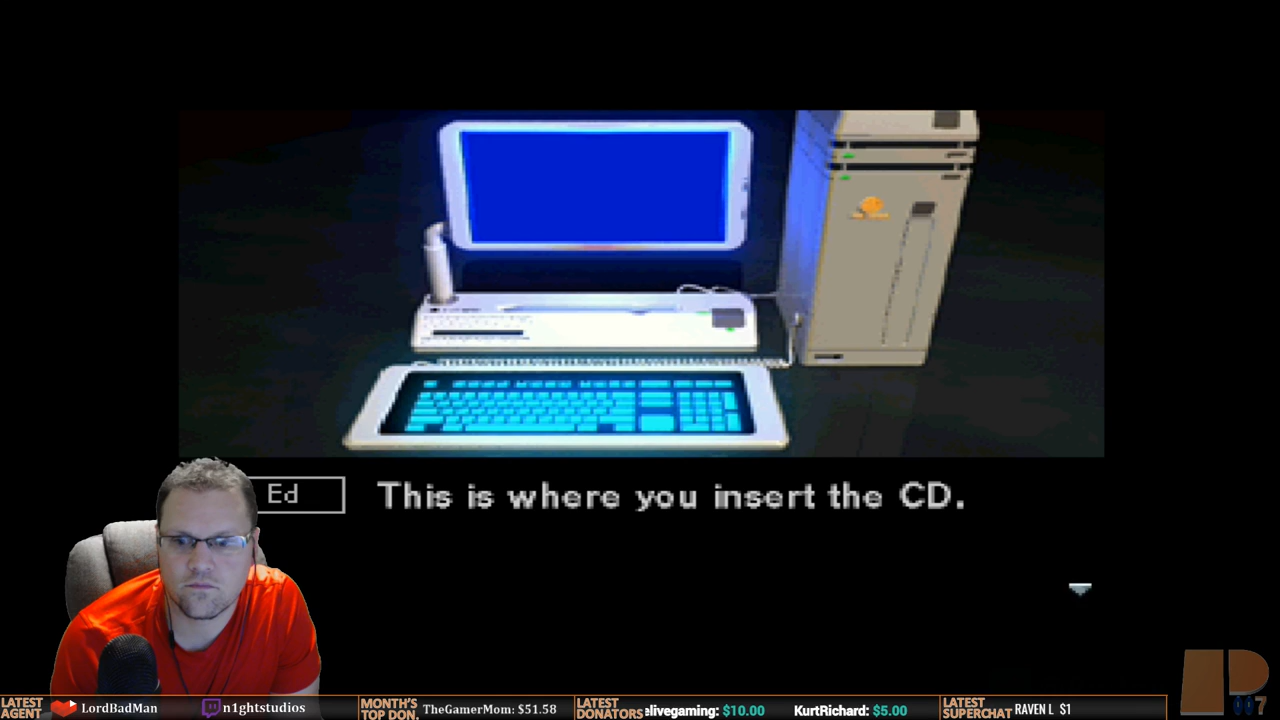 Ed
This is where you insert the CD.
LATEST
AGENT
LordBadMan
n1ghtstudios
MONTH'S
TOP DON.
TheGamerMom: $51.58
LATEST
DONATORS
elivegaming: $10.00
KurtRichard: $5.00
LATEST
SUPERCHAT
RAVEN L $1
P
007